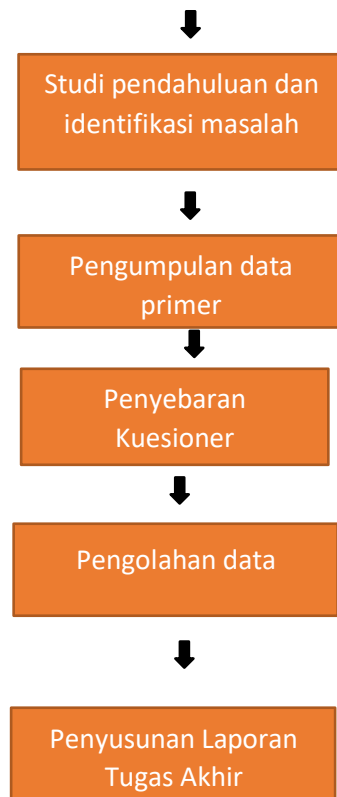 Studi pendahuluan dan
identifikasi masalah
Pengumpulan data
primer
Penyebaran
Kuesioner
Pengolahan data
Penyusunan Laporan
Tugas Akhir